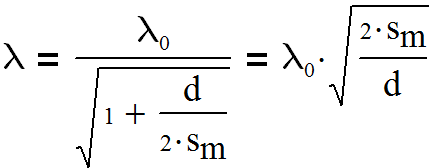 λ = λ₀ / √(1 + d / (2·sₘ)) = λ₀·√(2·sₘ / d)